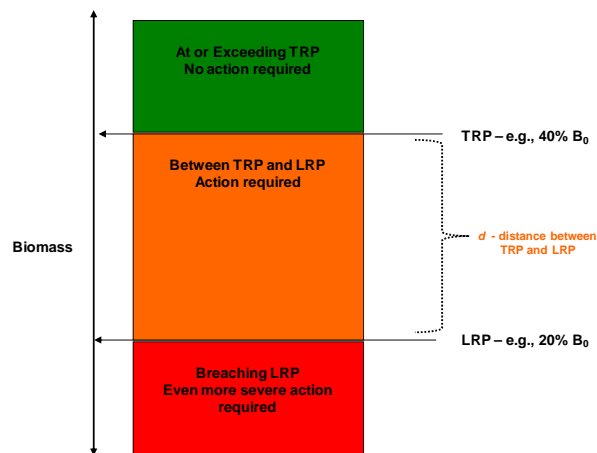 At or Exceeding TRP
No action required
TRP – e.g., 40% B₀
Between TRP and LRP
Action required
Biomass
d - distance between
TRP and LRP
LRP – e.g., 20% B₀
Breaching LRP
Even more severe action
required